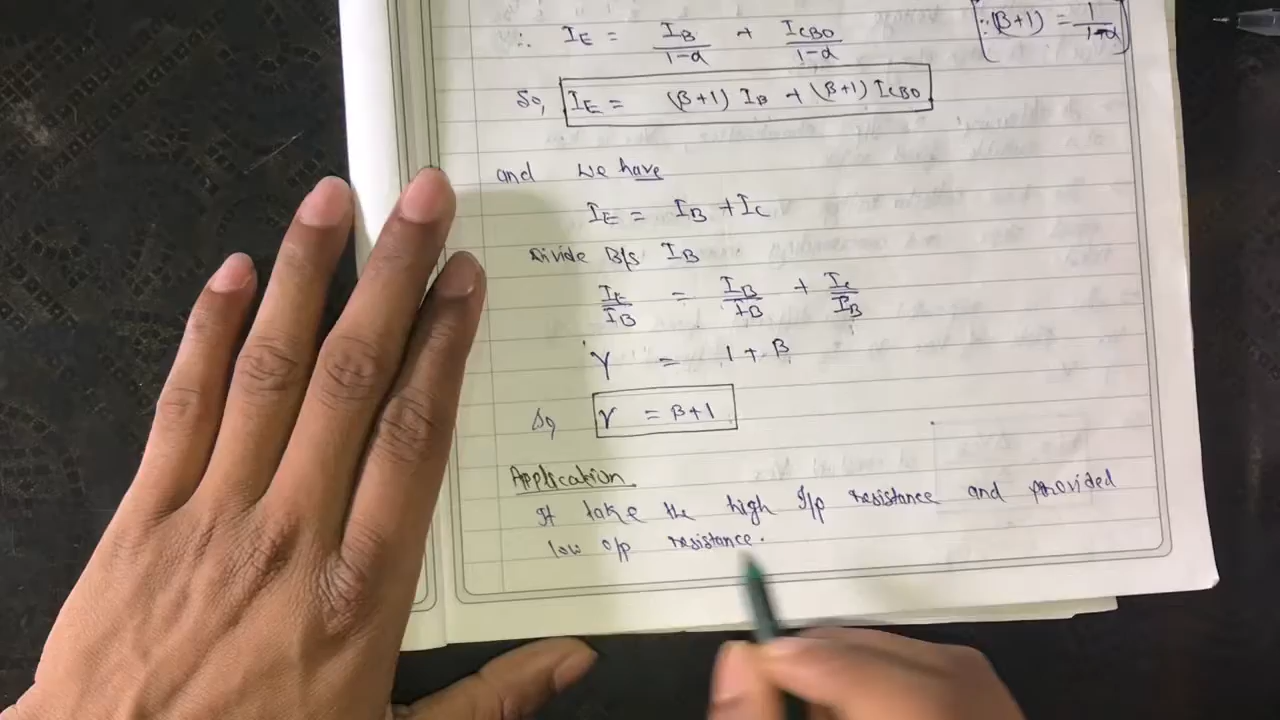 ∴ IE = IB/1-α + ICBO/1-α [∵(β+1) = 1/1-α]
So, IE = (β+1) IB + (β+1) ICBO
and we have
IE = IB + IC
Divide B/s IB
IE/IB = IB/IB + IC/IB
γ = 1 + β
So γ = β+1
Application
It take the high I/p resistance and provided
low o/p resistance.